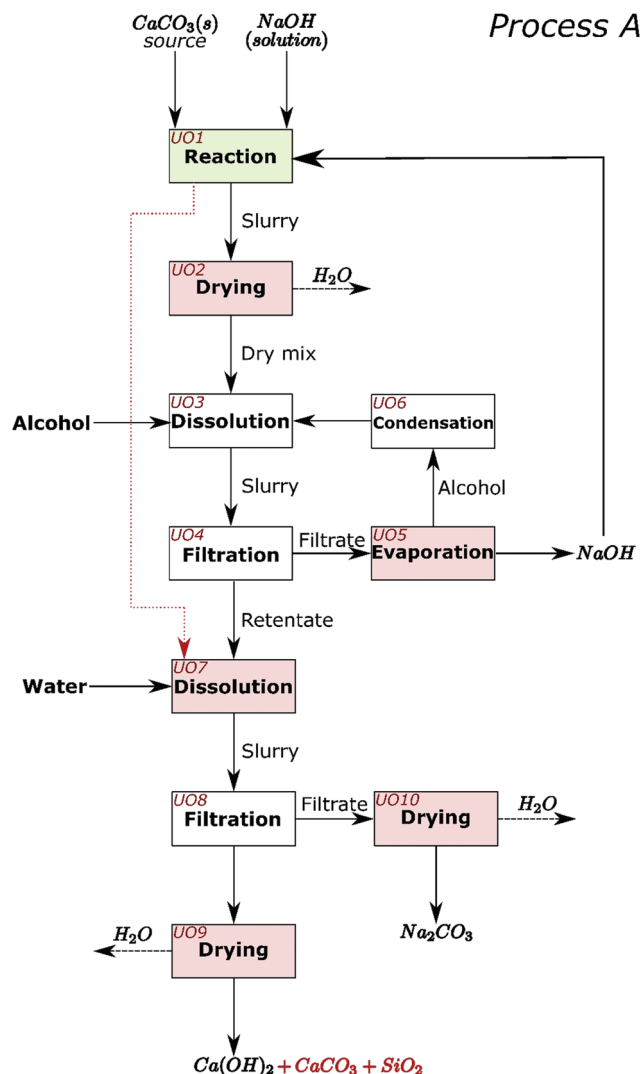 Process A
CaCO₃(s)
source
NaOH
(solution)
UO1
Reaction
Slurry
UO2
Drying
H₂O
Dry mix
Alcohol
UO3
Dissolution
UO6
Condensation
Slurry
Alcohol
UO4
Filtration
Filtrate
UO5
Evaporation
NaOH
Retentate
Water
UO7
Dissolution
Slurry
UO8
Filtration
Filtrate
UO10
Drying
H₂O
H₂O
UO9
Drying
Na₂CO₃
Ca(OH)₂ + CaCO₃ + SiO₂